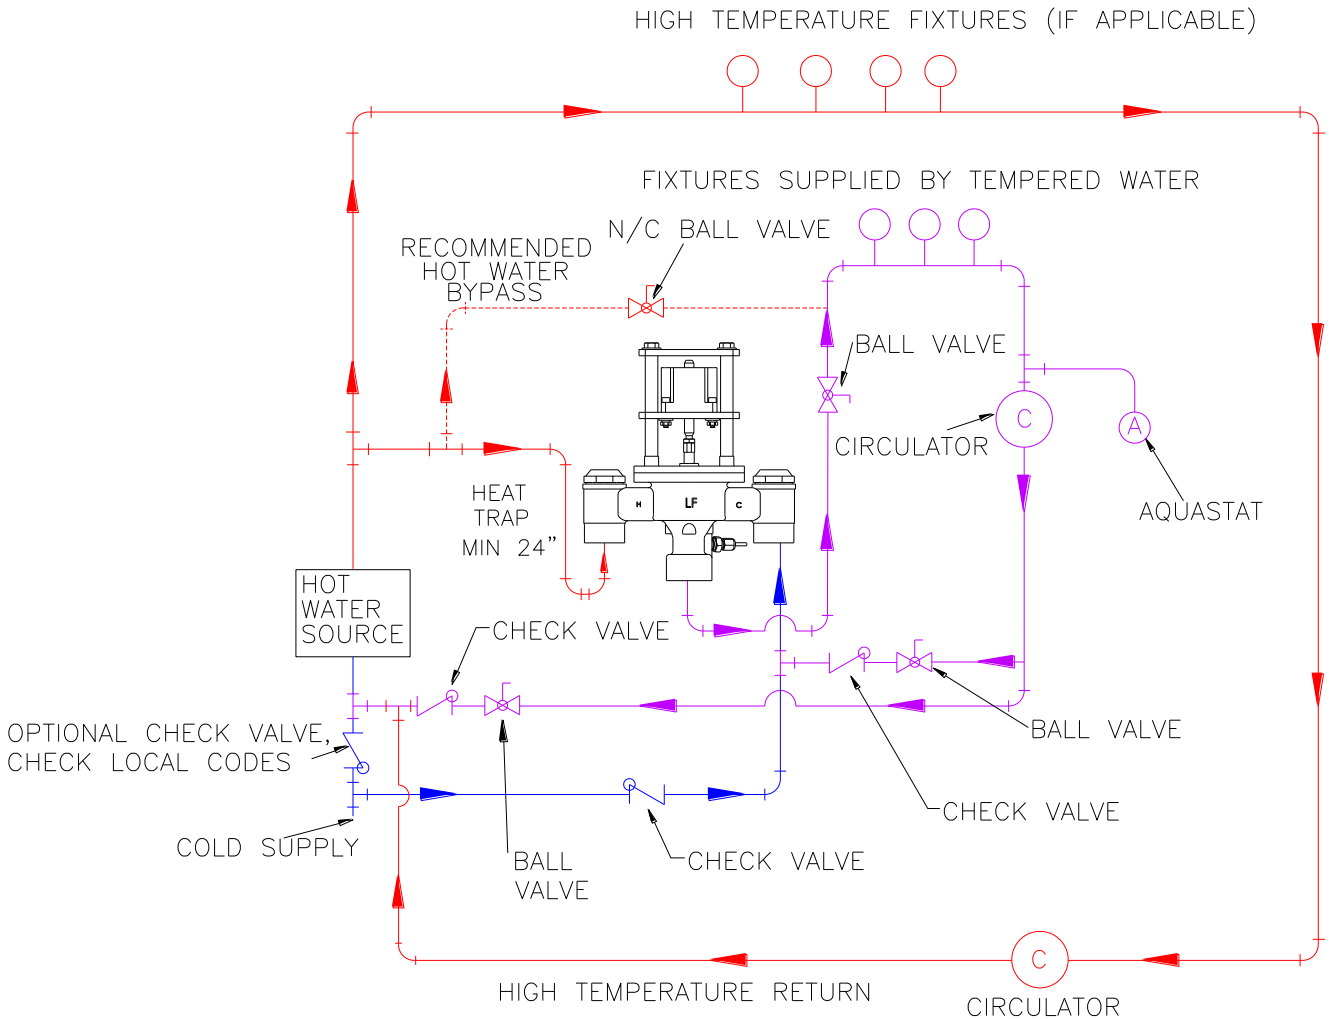 HIGH TEMPERATURE FIXTURES (IF APPLICABLE)
FIXTURES SUPPLIED BY TEMPERED WATER
N/C BALL VALVE
RECOMMENDED
HOT WATER
BYPASS
BALL VALVE
CIRCULATOR
C
A
AQUASTAT
HEAT
TRAP
MIN 24"
H
LF
C
HOT
WATER
SOURCE
CHECK VALVE
OPTIONAL CHECK VALVE,
CHECK LOCAL CODES
BALL VALVE
CHECK VALVE
COLD SUPPLY
BALL
VALVE
CHECK VALVE
C
HIGH TEMPERATURE RETURN
CIRCULATOR